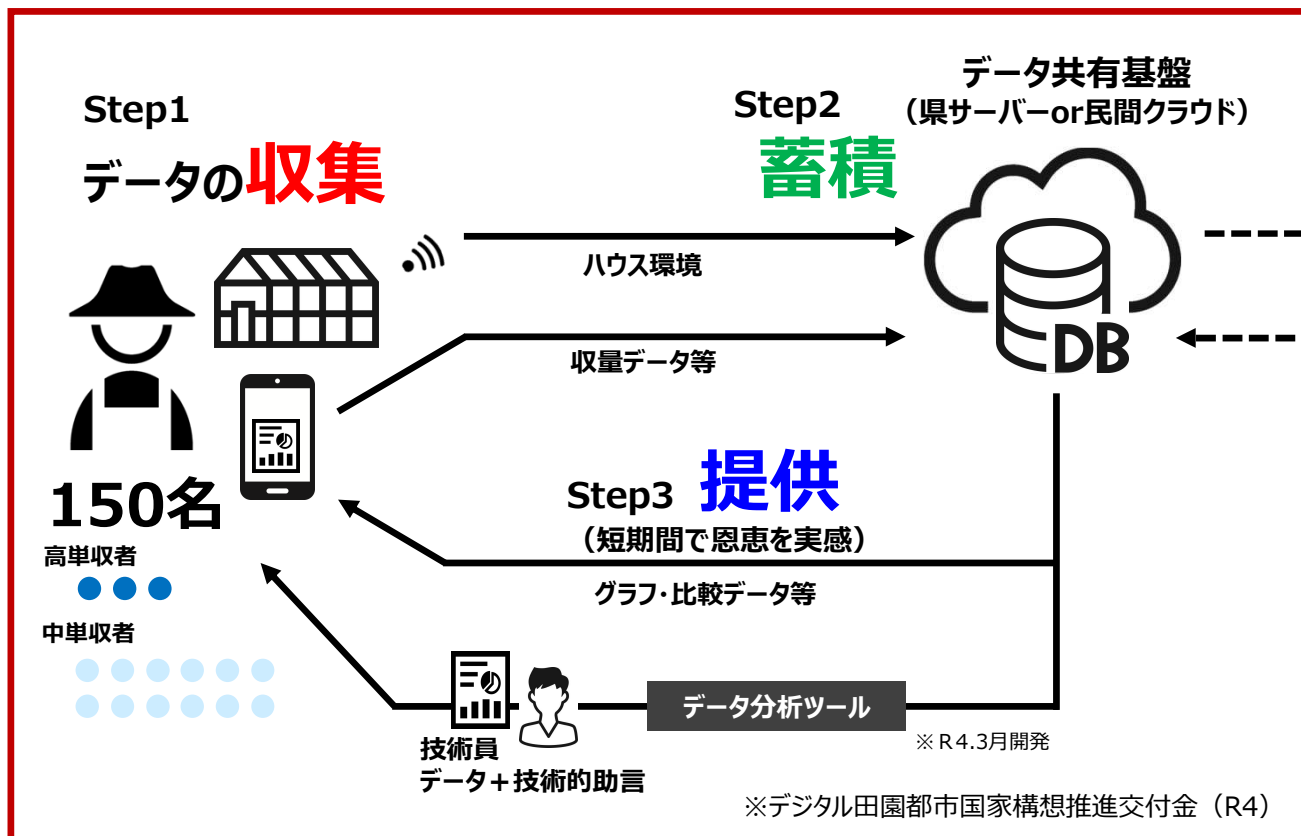 Step1
データの収集
Step2
蓄積
データ共有基盤
（県サーバーor民間クラウド）
ハウス環境
収量データ等
DB
150名
高単収者
中単収者
Step3 提供
（短期間で恩恵を実感）
グラフ・比較データ等
データ分析ツール
※Ｒ4.3月開発
技術員
データ＋技術的助言
※デジタル田園都市国家構想推進交付金（R4）